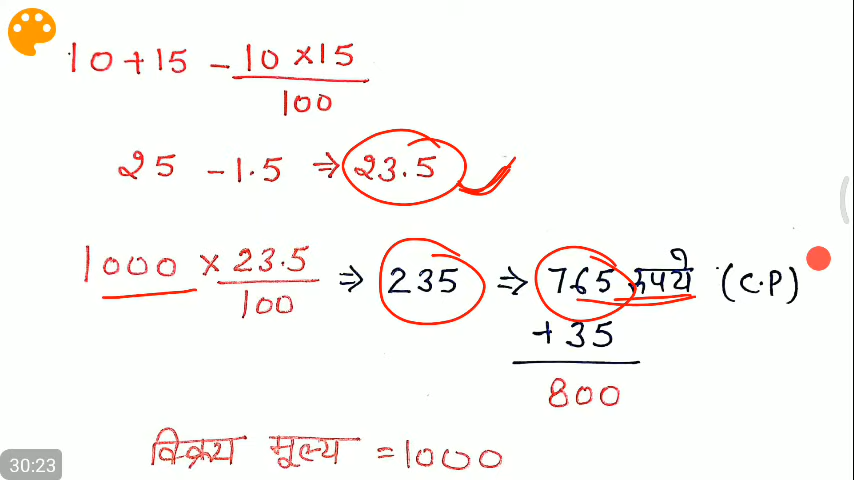 10 + 15 - 10 × 15 / 100
25 - 1.5 ⇒ 23.5
1000 × 23.5 / 100 ⇒ 235 ⇒ 765 रुपये (C.P)
+ 35
800
विक्रय मूल्य = 1000
30:23